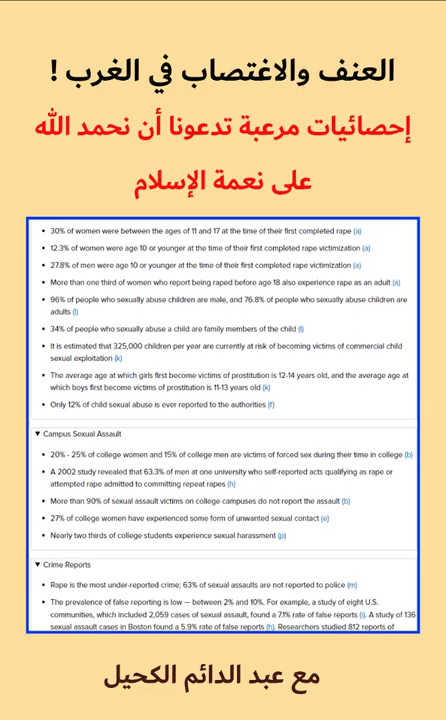 العنف والاغتصاب في الغرب !
إحصائيات مرعبة تدعونا أن نحمد الله
على نعمة الإسلام
• 30% of women were between the ages of 11 and 17 at the time of their first completed rape (a)
• 12.3% of women were age 10 or younger at the time of their first completed rape victimization (a)
• 27.8% of men were age 10 or younger at the time of their first completed rape victimization (a)
• More than one third of women who report being raped before age 18 also experience rape as an adult (a)
• 96% of people who sexually abuse children are male, and 76.8% of people who sexually abuse children are
adults (l)
• 34% of people who sexually abuse a child are family members of the child (l)
• It is estimated that 325,000 children per year are currently at risk of becoming victims of commercial child
sexual exploitation (k)
• The average age at which girls first become victims of prostitution is 12-14 years old, and the average age at
which boys first become victims of prostitution is 11-13 years old (k)
• Only 12% of child sexual abuse is ever reported to the authorities (f)
▼ Campus Sexual Assault
• 20% - 25% of college women and 15% of college men are victims of forced sex during their time in college (b)
• A 2002 study revealed that 63.3% of men at one university who self-reported acts qualifying as rape or
attempted rape admitted to committing repeat rapes (h)
• More than 90% of sexual assault victims on college campuses do not report the assault (b)
• 27% of college women have experienced some form of unwanted sexual contact (e)
• Nearly two thirds of college students experience sexual harassment (p)
▼ Crime Reports
• Rape is the most under-reported crime; 63% of sexual assaults are not reported to police (m)
• The prevalence of false reporting is low — between 2% and 10%. For example, a study of eight U.S.
communities, which included 2,059 cases of sexual assault, found a 7.1% rate of false reports (i). A study of 136
sexual assault cases in Boston found a 5.9% rate of false reports (h). Researchers studied 812 reports of
مع عبد الدائم الكحيل